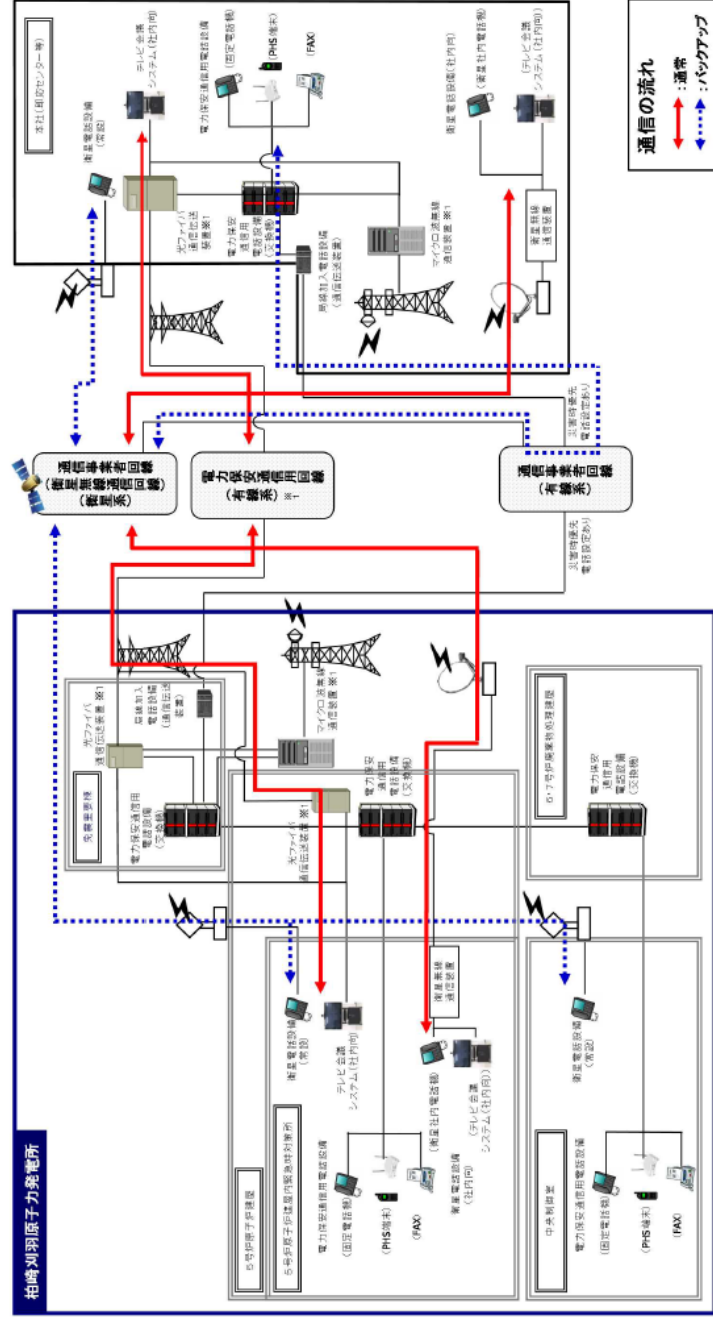 柏崎刈羽原子力発電所
免震重要棟
光ファイバ
通信伝送装置※1
電力保安通信用
電話設備
(交換機)
局線加入
電話設備
(通信伝送
装置)
マイクロ波無線
通信装置※1
5号炉原子炉建屋
5号炉原子炉建屋内緊急時対策所
衛星電話設備
(常設)
テレビ会議
システム(社内向)
光ファイバ
通信伝送装置※1
電力保安
通信用
電話設備
(交換機)
電力保安通信用電話設備
(固定電話機)
(PHS端末)
(FAX)
衛星無線
通信装置
(衛星社内電話機)
衛星電話設備
(社内向)
(テレビ会議
システム(社内向))
中央制御室
衛星電話設備
(常設)
電力保安通信用電話設備
(固定電話機)
(PHS端末)
(FAX)
6・7号炉廃棄物処理建屋
電力保安
通信用
電話設備
(交換機)
通信事業者回線
(衛星無線通信回線)
(衛星系)
電力保安通信用回線
(有線系)※1
通信事業者回線
(有線系)
災害時優先
電話設定あり
災害時優先
電話設定あり
本社(即応センター等)
衛星電話設備
(常設)
テレビ会議
システム(社内向)
光ファイバ
通信伝送
装置※1
電力保安
通信用
電話設備
(交換機)
電力保安通信用電話設備
(固定電話機)
(PHS端末)
(FAX)
局線加入電話設備
(通信伝送装置)
マイクロ波無線
通信装置※1
衛星電話設備(社内向)
(衛星社内電話機)
(テレビ会議
システム(社内向))
衛星無線
通信装置
通信の流れ
:通常
:バックアップ